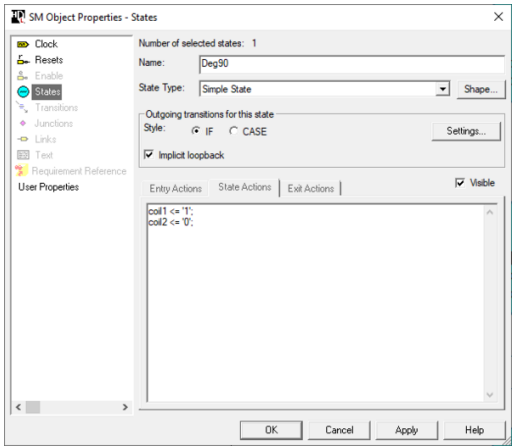 SM Object Properties - States
Clock
Resets
Enable
States
Transitions
Junctions
Links
Text
Requirement Reference
User Properties
Number of selected states: 1
Name: Deg90
State Type: Simple State Shape...
Outgoing transitions for this state
Style: IF CASE Settings...
Implicit loopback
Entry Actions State Actions Exit Actions Visible
coil1 <= '1';
coil2 <= '0';
OK Cancel Apply Help